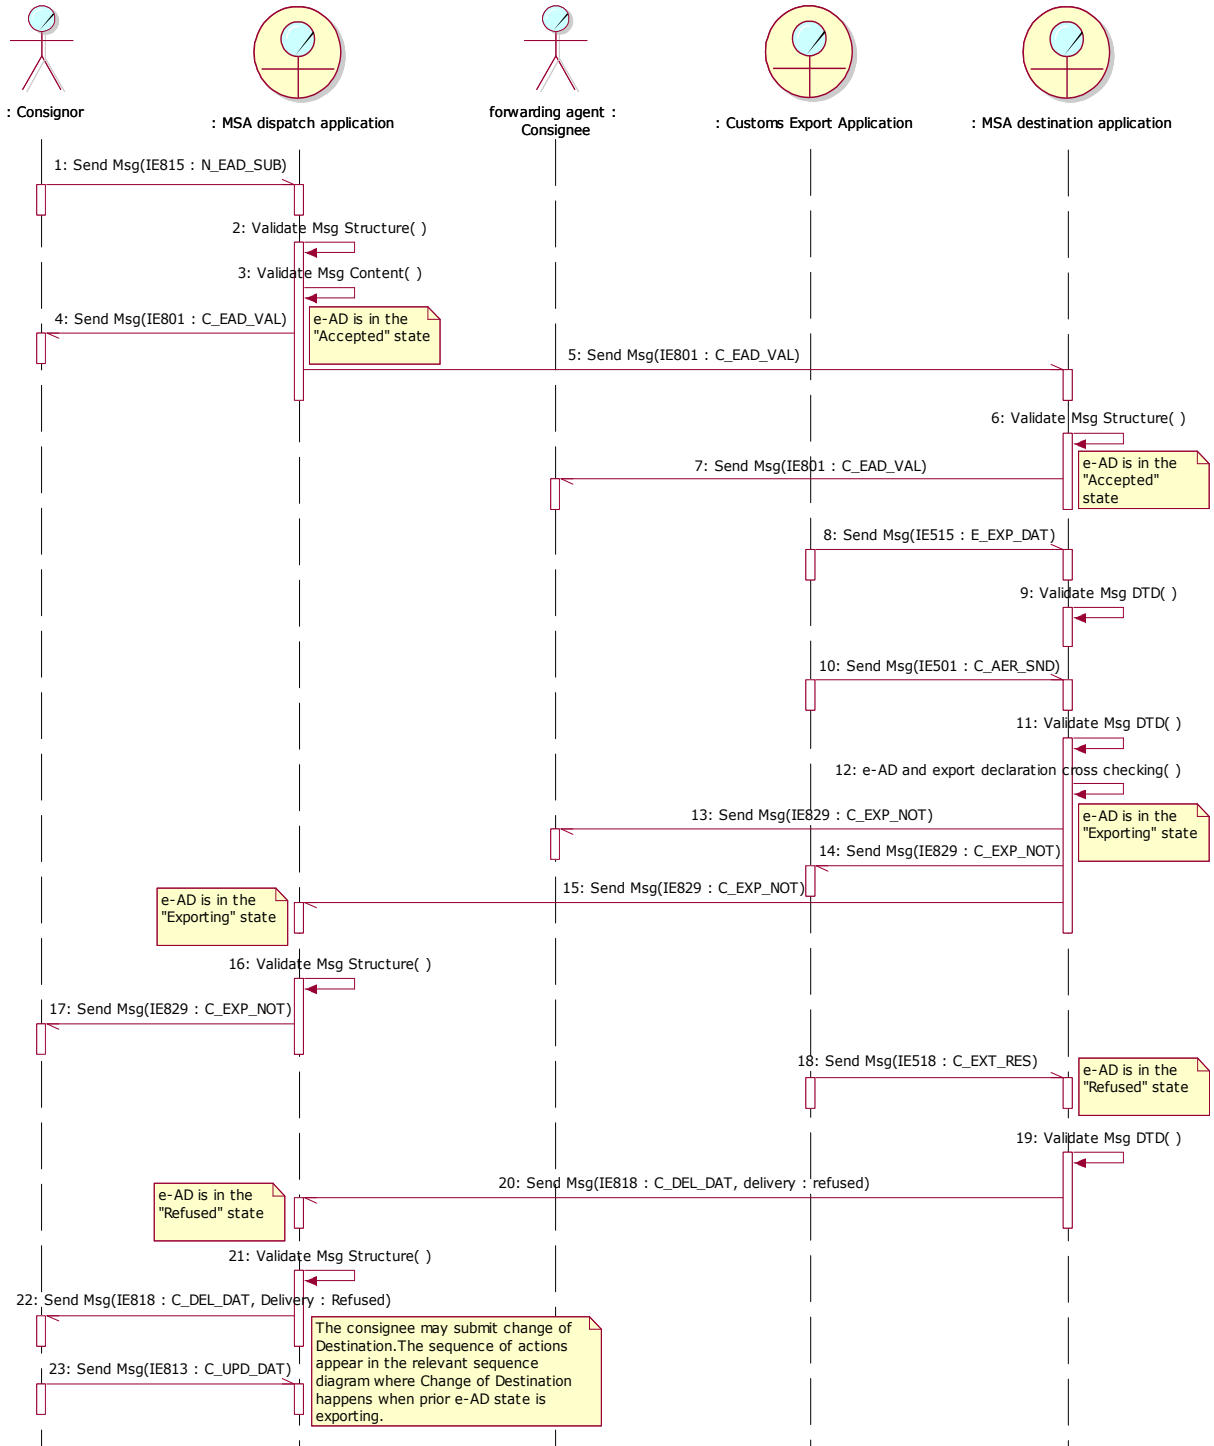 : Consignor
: MSA dispatch application
forwarding agent :
Consignee
: Customs Export Application
: MSA destination application
1: Send Msg(IE815 : N_EAD_SUB)
2: Validate Msg Structure( )
3: Validate Msg Content( )
4: Send Msg(IE801 : C_EAD_VAL)
e-AD is in the
"Accepted" state
5: Send Msg(IE801 : C_EAD_VAL)
6: Validate Msg Structure( )
7: Send Msg(IE801 : C_EAD_VAL)
e-AD is in the
"Accepted"
state
8: Send Msg(IE515 : E_EXP_DAT)
9: Validate Msg DTD( )
10: Send Msg(IE501 : C_AER_SND)
11: Validate Msg DTD( )
12: e-AD and export declaration cross checking( )
13: Send Msg(IE829 : C_EXP_NOT)
e-AD is in the
"Exporting" state
14: Send Msg(IE829 : C_EXP_NOT)
15: Send Msg(IE829 : C_EXP_NOT)
e-AD is in the
"Exporting" state
16: Validate Msg Structure( )
17: Send Msg(IE829 : C_EXP_NOT)
18: Send Msg(IE518 : C_EXT_RES)
e-AD is in the
"Refused" state
19: Validate Msg DTD( )
20: Send Msg(IE818 : C_DEL_DAT, delivery : refused)
e-AD is in the
"Refused" state
21: Validate Msg Structure( )
22: Send Msg(IE818 : C_DEL_DAT, Delivery : Refused)
The consignee may submit change of
Destination.The sequence of actions
appear in the relevant sequence
diagram where Change of Destination
happens when prior e-AD state is
exporting.
23: Send Msg(IE813 : C_UPD_DAT)